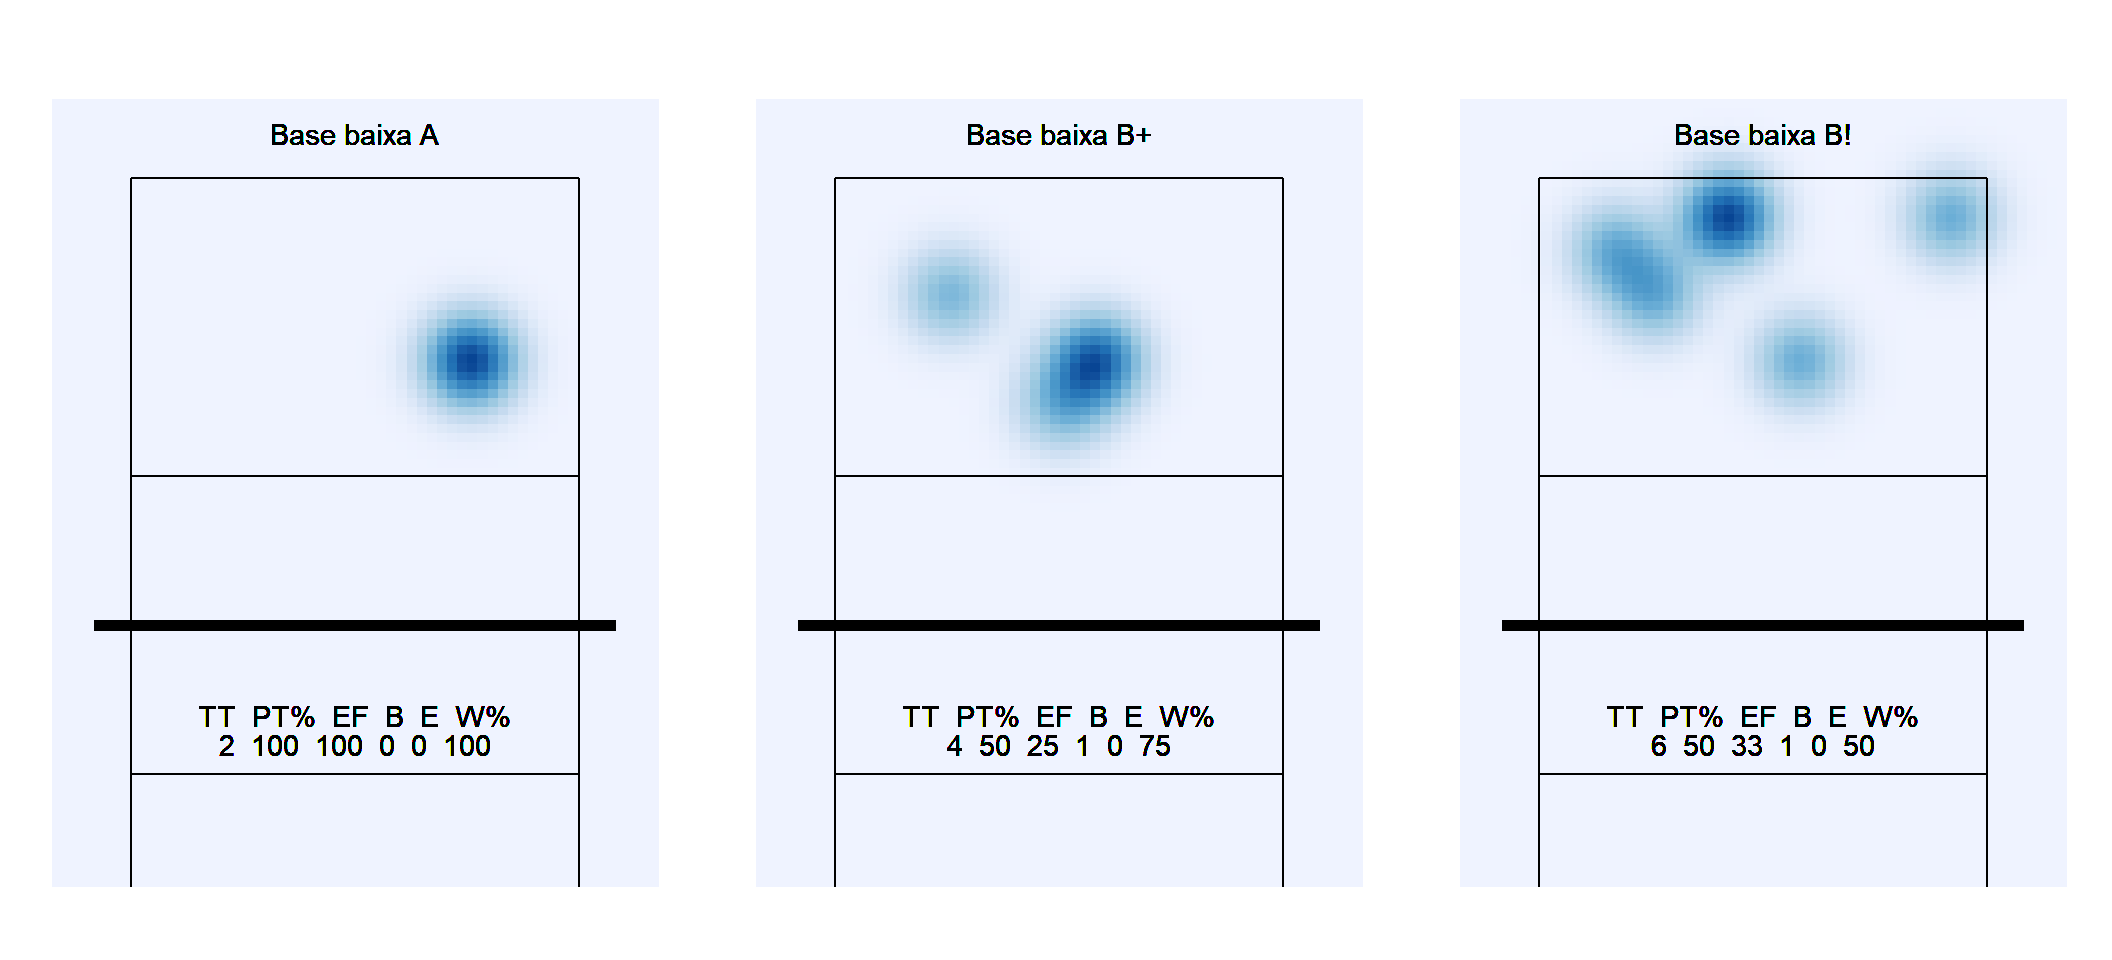 Base baixa A
TT PT% EF B E W%
2 100 100 0 0 100
Base baixa B+
TT PT% EF B E W%
4 50 25 1 0 75
Base baixa B!
TT PT% EF B E W%
6 50 33 1 0 50